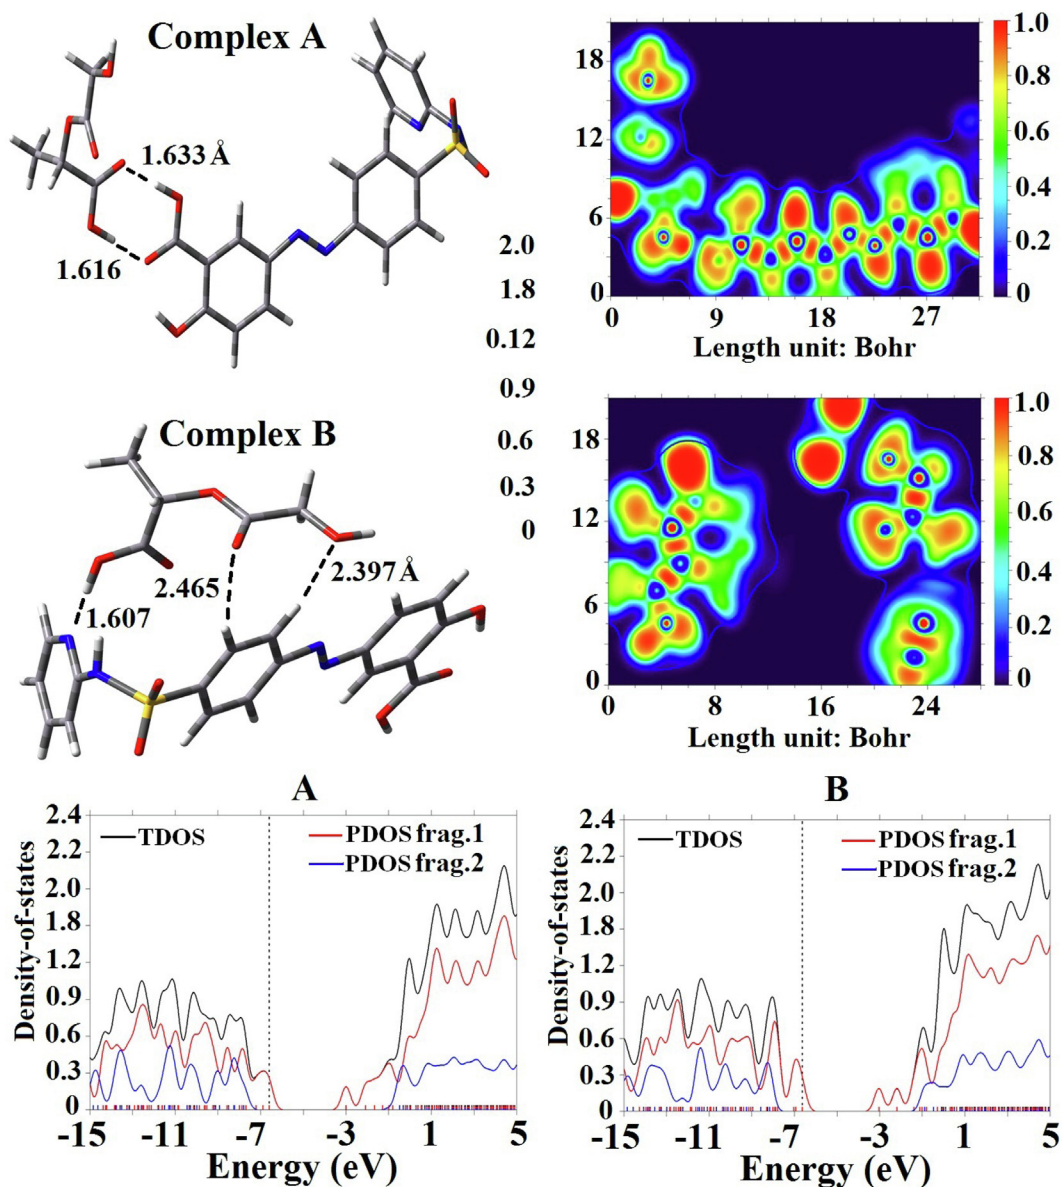 Complex A
1.633 Å
1.616
2.0
1.8
0.12
0.9
0.6
0.3
0
18
12
6
0
0 9 18 27
Length unit: Bohr
1.0
0.8
0.6
0.4
0.2
0
Complex B
2.465
2.397 Å
1.607
18
12
6
0
0 8 16 24
Length unit: Bohr
1.0
0.8
0.6
0.4
0.2
0
A
Density-of-states
2.4
2.2
2.0
1.8
1.2
0.9
0.6
0.3
0
TDOS
PDOS frag.1
PDOS frag.2
-15 -11 -7 -3 1 5
Energy (eV)
B
Density-of-states
2.4
2.2
2.0
1.8
1.2
0.9
0.6
0.3
0
TDOS
PDOS frag.1
PDOS frag.2
-15 -11 -7 -3 1 5
Energy (eV)